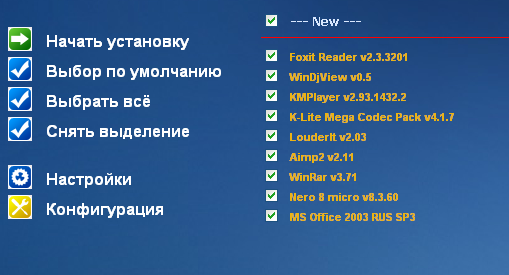 Начать установку
Выбор по умолчанию
Выбрать всё
Снять выделение
Настройки
Конфигурация
--- New ---
Foxit Reader v2.3.3201
WinDjView v0.5
KMPlayer v2.93.1432.2
K-Lite Mega Codec Pack v4.1.7
LouderIt v2.03
Aimp2 v2.11
WinRar v3.71
Nero 8 micro v8.3.60
MS Office 2003 RUS SP3